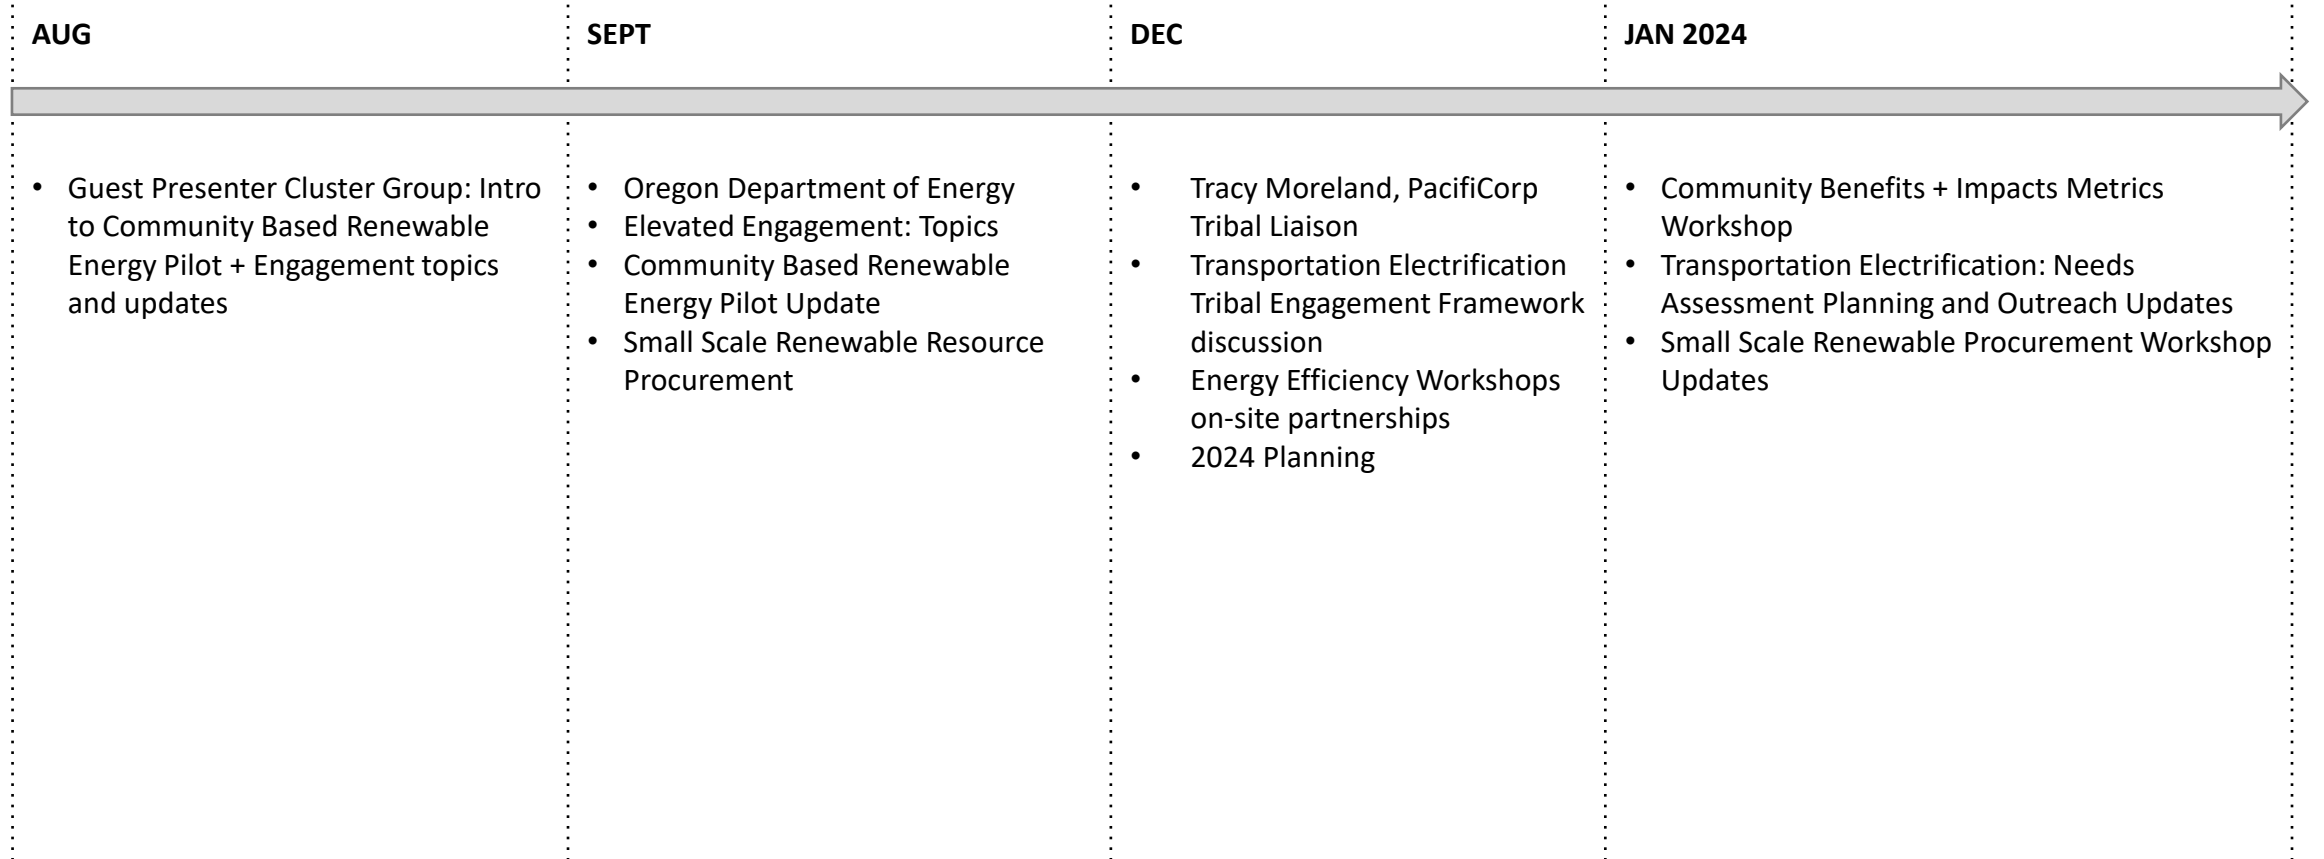 AUG
• Guest Presenter Cluster Group: Intro
to Community Based Renewable
Energy Pilot + Engagement topics
and updates
SEPT
• Oregon Department of Energy
• Elevated Engagement: Topics
• Community Based Renewable
Energy Pilot Update
• Small Scale Renewable Resource
Procurement
DEC
• Tracy Moreland, PacifiCorp
Tribal Liaison
• Transportation Electrification
Tribal Engagement Framework
discussion
• Energy Efficiency Workshops
on-site partnerships
• 2024 Planning
JAN 2024
• Community Benefits + Impacts Metrics
Workshop
• Transportation Electrification: Needs
Assessment Planning and Outreach Updates
• Small Scale Renewable Procurement Workshop
Updates